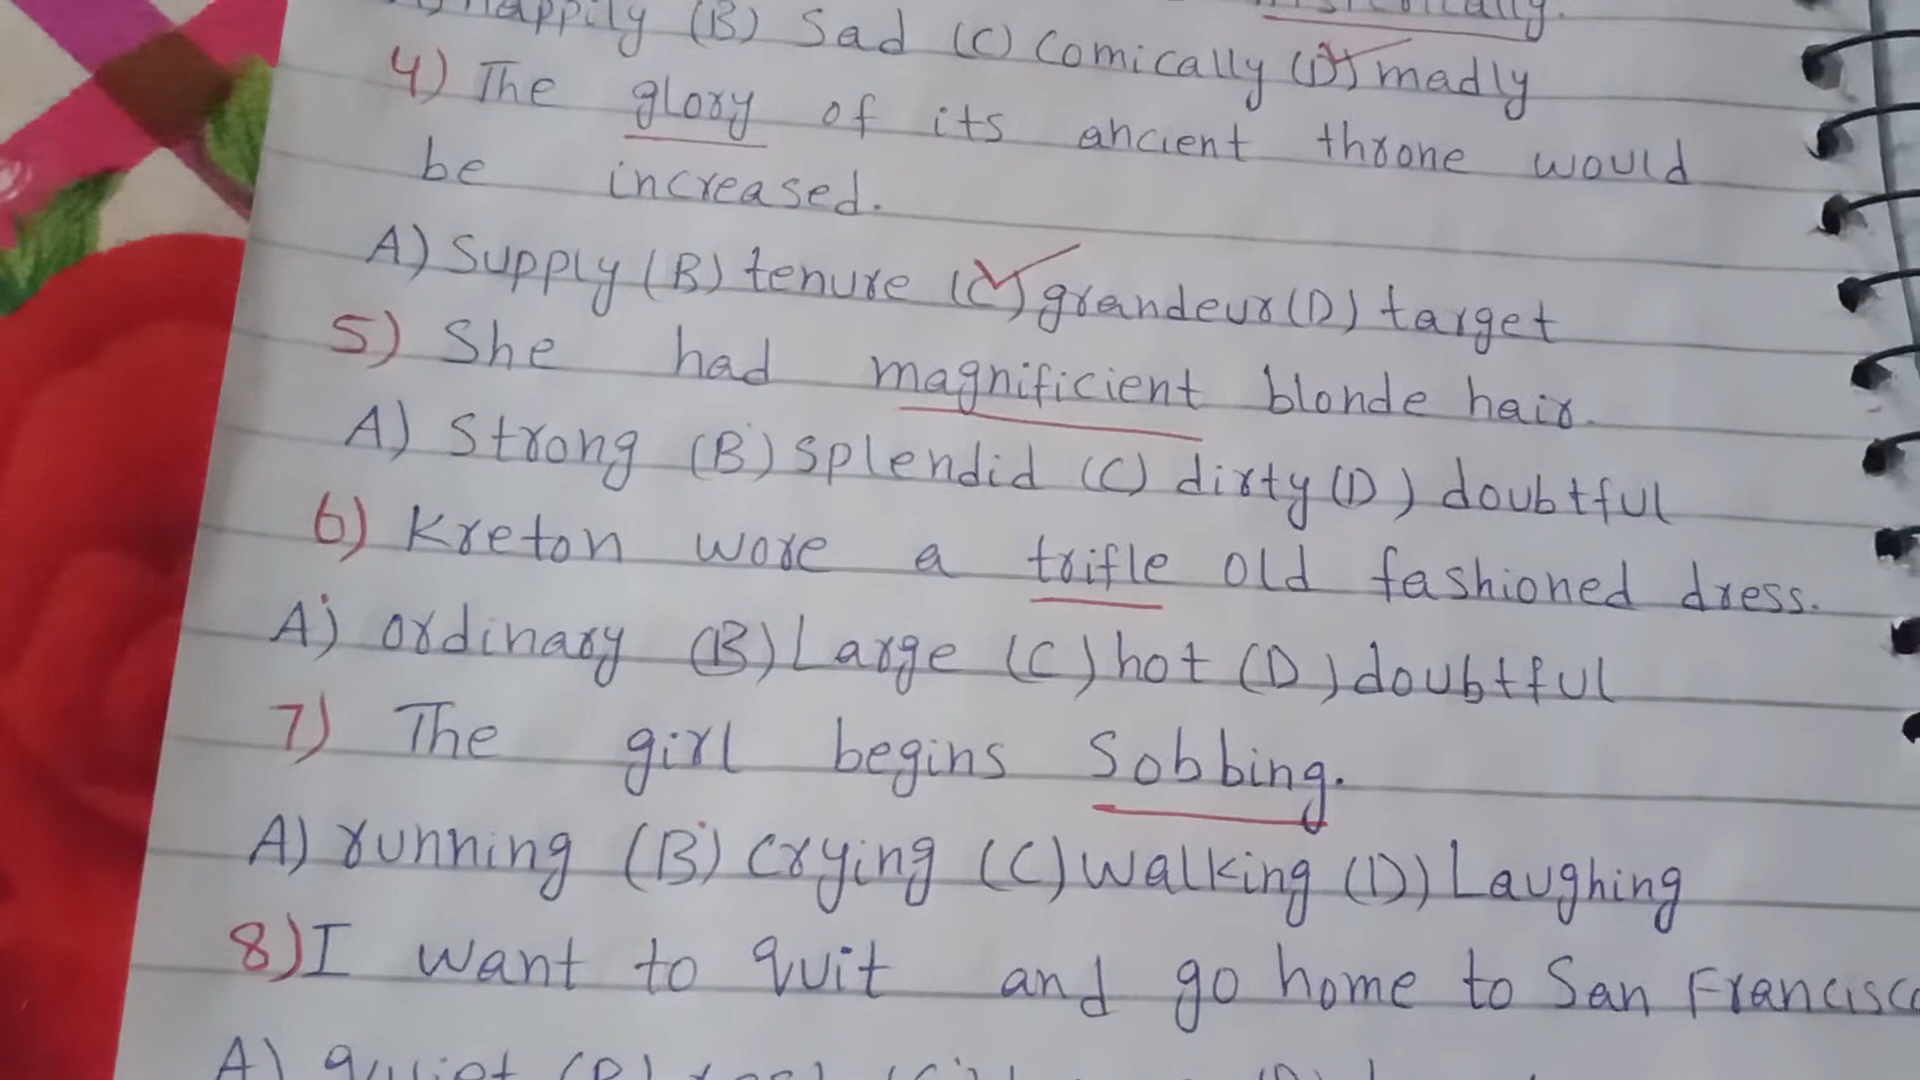 happily (B) Sad (C) Comically (D) madly
4) The glory of its ancient throne would
be increased.
A) Supply (B) tenure (C) grandeur (D) target
5) She had magnificient blonde hair.
A) Strong (B) splendid (C) dirty (D) doubtful
6) Kreton wore a trifle old fashioned dress.
A) ordinary (B) Large (C) hot (D) doubtful
7) The girl begins Sobbing.
A) running (B) crying (C) walking (D) Laughing
8) I want to quit and go home to San Francisco
A)